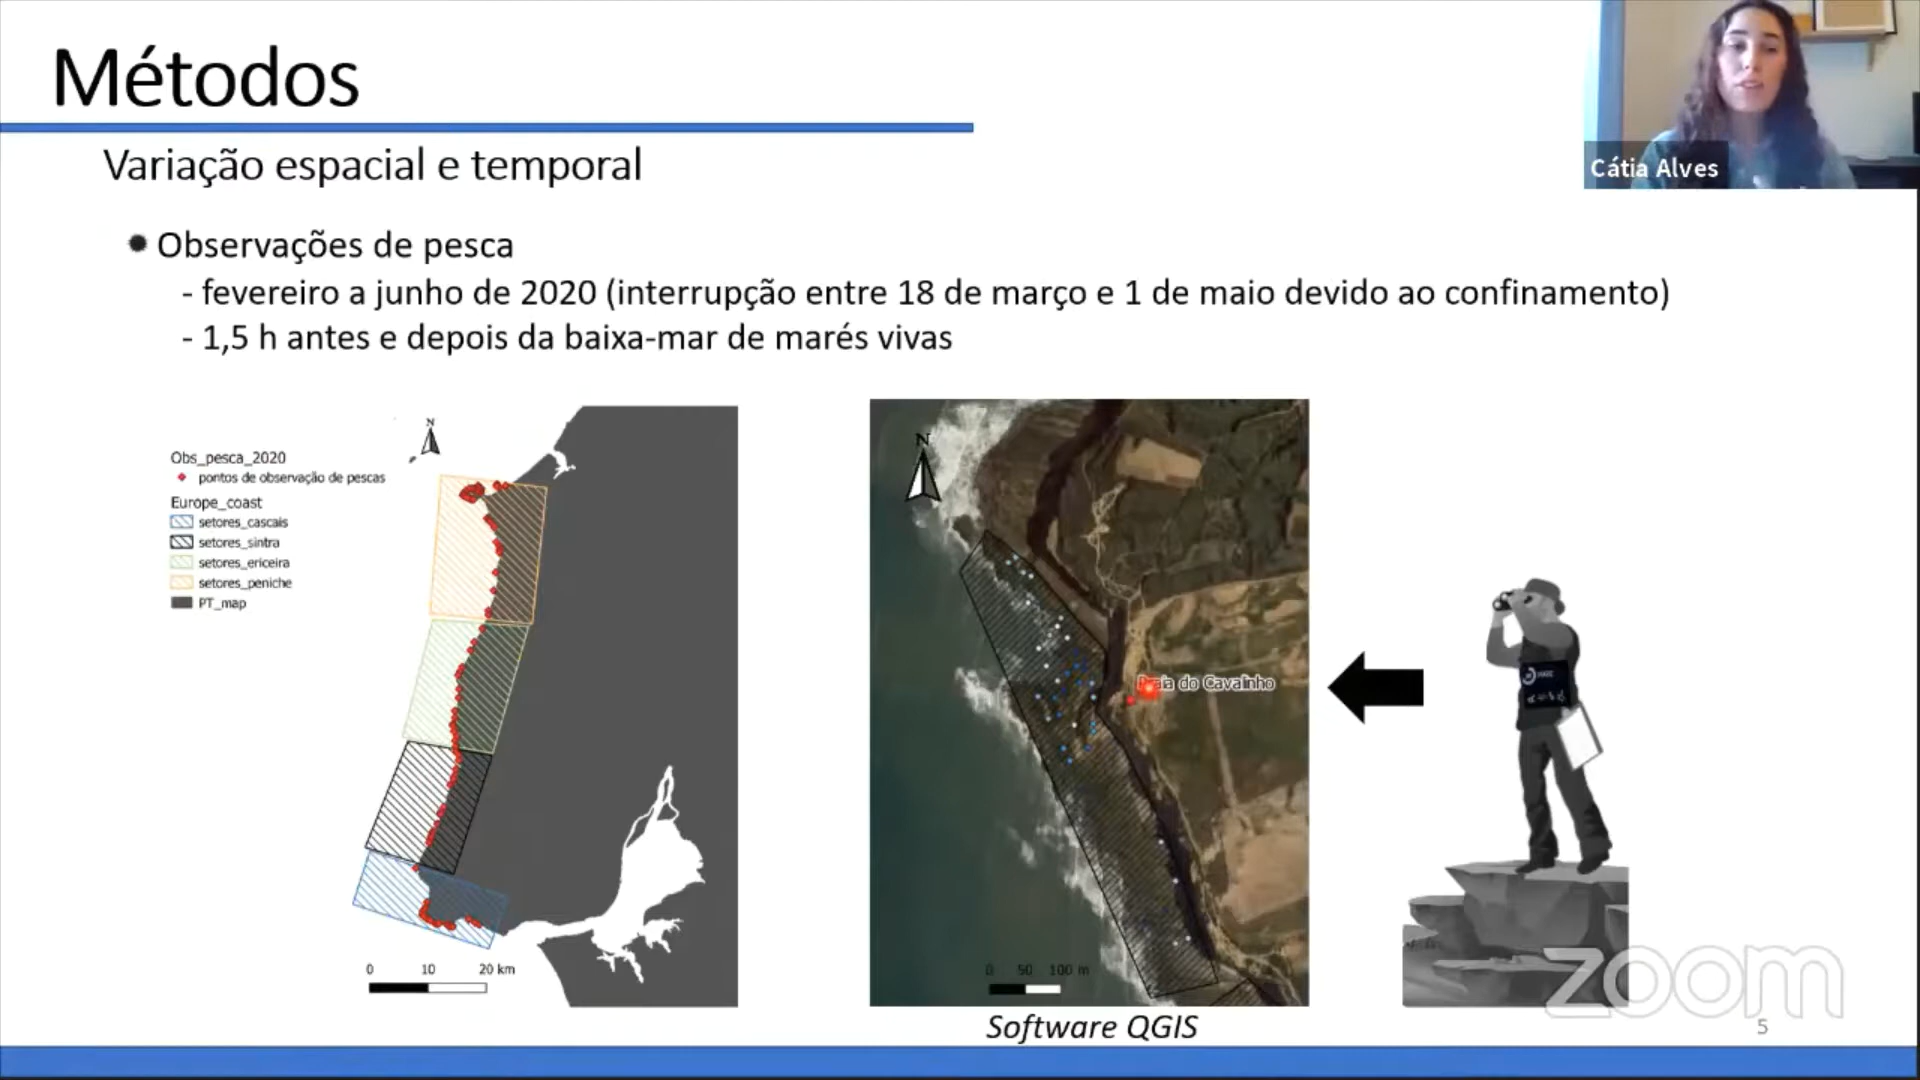 Métodos
Cátia Alves
Variação espacial e temporal
Observações de pesca
- fevereiro a junho de 2020 (interrupção entre 18 de março e 1 de maio devido ao confinamento)
- 1,5 h antes e depois da baixa-mar de marés vivas
N
Obs_pesca_2020
pontos de observação de pescas
Europe_coast
setores_cascais
setores_sintra
setores_ericeira
setores_peniche
PT_map
0 10 20 km
N
Praia do Cavalinho
0 50 100 m
Software QGIS
zoom
5